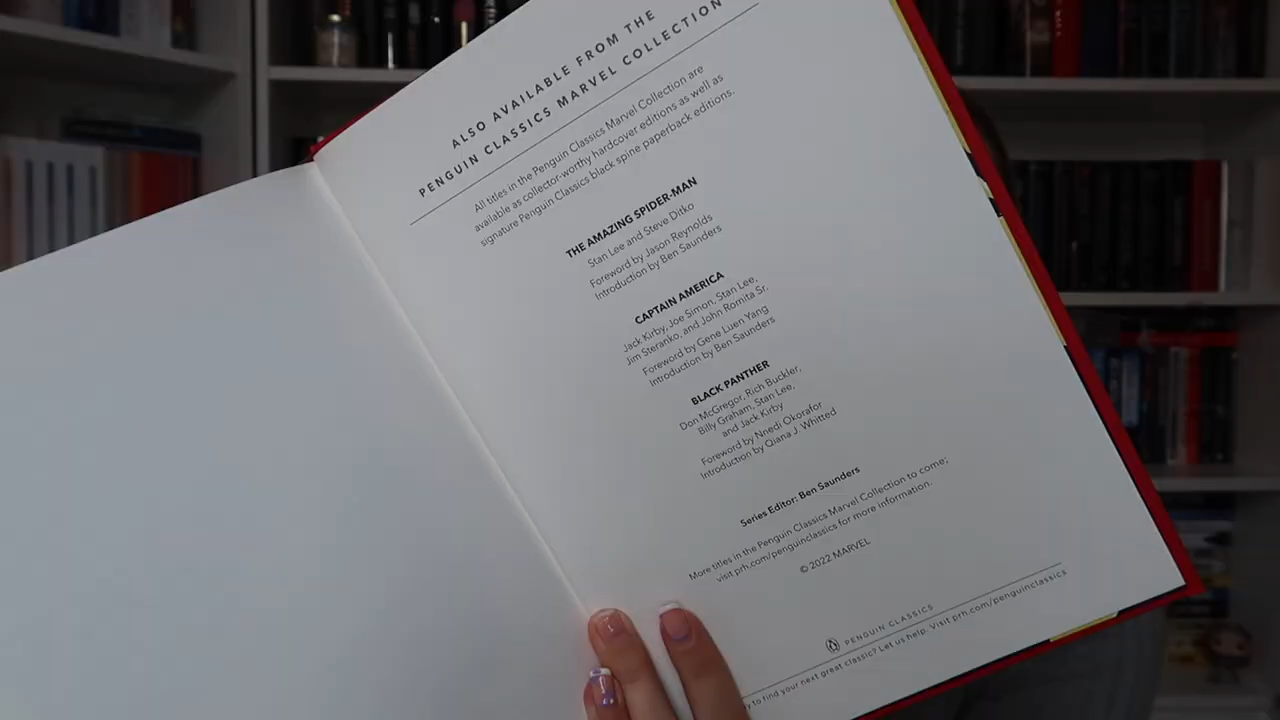 ALSO AVAILABLE FROM THE
PENGUIN CLASSICS MARVEL COLLECTION
All titles in the Penguin Classics Marvel Collection are
available as collector-worthy hardcover editions as well as
signature Penguin Classics black spine paperback editions.
THE AMAZING SPIDER-MAN
Stan Lee and Steve Ditko
Foreword by Jason Reynolds
Introduction by Ben Saunders
CAPTAIN AMERICA
Jack Kirby, Joe Simon, Stan Lee,
Jim Steranko, and John Romita Sr.
Foreword by Gene Luen Yang
Introduction by Ben Saunders
BLACK PANTHER
Don McGregor, Rich Buckler,
Billy Graham, Stan Lee,
and Jack Kirby
Foreword by Nnedi Okorafor
Introduction by Qiana J. Whitted
Series Editor: Ben Saunders
More titles in the Penguin Classics Marvel Collection to come;
visit prh.com/penguinclassics for more information.
© 2022 MARVEL
PENGUIN CLASSICS
to find your next great classic? Let us help. Visit prh.com/penguinclassics